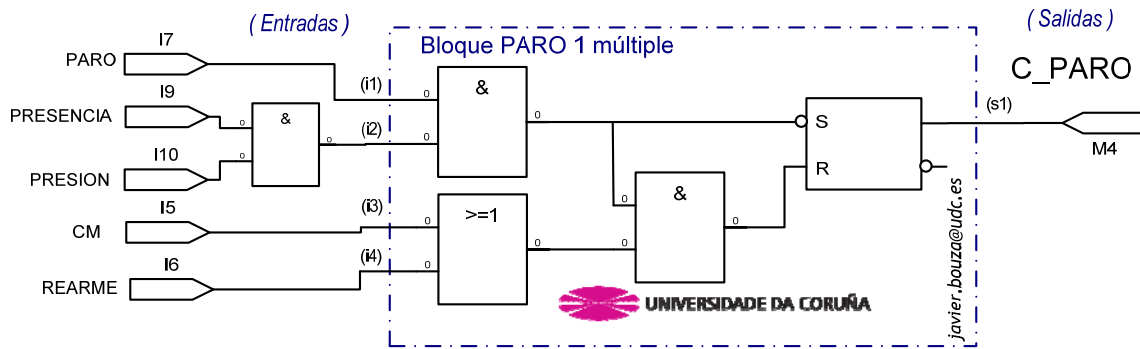 ( Entradas )
( Salidas )
Bloque PARO 1 múltiple
C_PARO
I7
PARO
(i1)
0
&
I9
PRESENCIA
0
&
0
(i2)
0
0
I10
PRESION
0
S
R
(s1)
M4
I5
CM
(i3)
0
>=1
0
0
&
0
0
I6
REARME
(i4)
0
UNIVERSIDADE DA CORUÑA
javier.bouza@udc.es